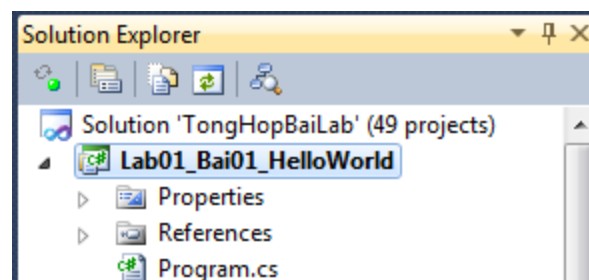 Solution Explorer
Solution 'TongHopBaiLab' (49 projects)
Lab01_Bai01_HelloWorld
Properties
References
Program.cs